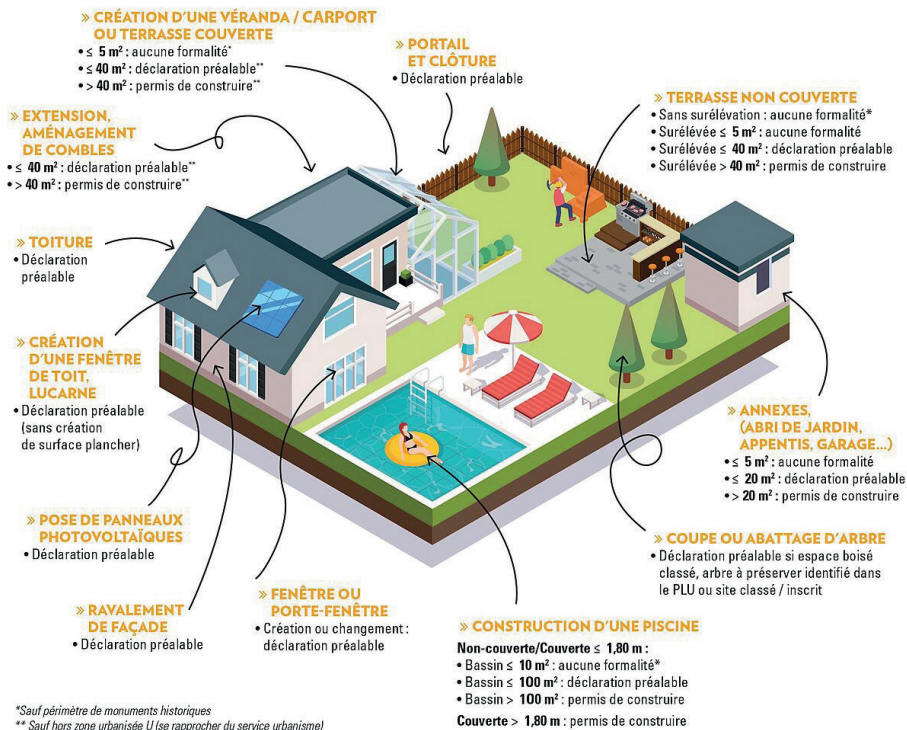 » CRÉATION D'UNE VÉRANDA / CARPORT
OU TERRASSE COUVERTE
• ≤ 5 m² : aucune formalité*
• ≤ 40 m² : déclaration préalable**
• > 40 m² : permis de construire**
» PORTAIL
ET CLÔTURE
• Déclaration préalable
» TERRASSE NON COUVERTE
• Sans surélévation : aucune formalité*
• Surélévée ≤ 5 m² : aucune formalité
• Surélévée ≤ 40 m² : déclaration préalable
• Surélévée > 40 m² : permis de construire
» EXTENSION,
AMÉNAGEMENT
DE COMBLES
• ≤ 40 m² : déclaration préalable**
• > 40 m² : permis de construire**
» TOITURE
• Déclaration
préalable
» CRÉATION
D'UNE FENÊTRE
DE TOIT,
LUCARNE
• Déclaration préalable
(sans création
de surface plancher)
» ANNEXES,
(ABRI DE JARDIN,
APPENTIS, GARAGE...)
• ≤ 5 m² : aucune formalité
• ≤ 20 m² : déclaration préalable
• > 20 m² : permis de construire
» POSE DE PANNEAUX
PHOTOVOLTAÏQUES
• Déclaration préalable
» COUPE OU ABATTAGE D'ARBRE
• Déclaration préalable si espace boisé
classé, arbre à préserver identifié dans
le PLU ou site classé / inscrit
» RAVALEMENT
DE FAÇADE
• Déclaration préalable
» FENÊTRE OU
PORTE-FENÊTRE
• Création ou changement :
déclaration préalable
» CONSTRUCTION D'UNE PISCINE
Non-couverte/Couverte ≤ 1,80 m :
• Bassin ≤ 10 m² : aucune formalité*
• Bassin ≤ 100 m² : déclaration préalable
• Bassin > 100 m² : permis de construire
Couverte > 1,80 m : permis de construire
*Sauf périmètre de monuments historiques
** Sauf hors zone urbanisée U (se rapprocher du service urbanisme)